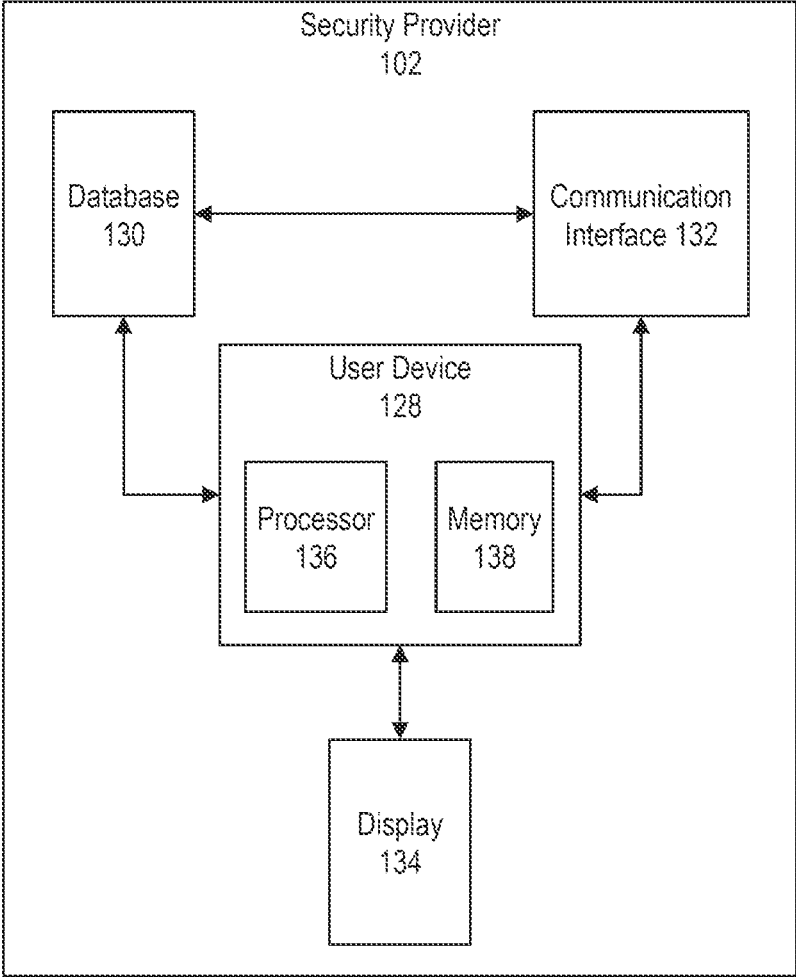 Security Provider
102
Database
130
Communication
Interface 132
User Device
128
Processor
136
Memory
138
Display
134